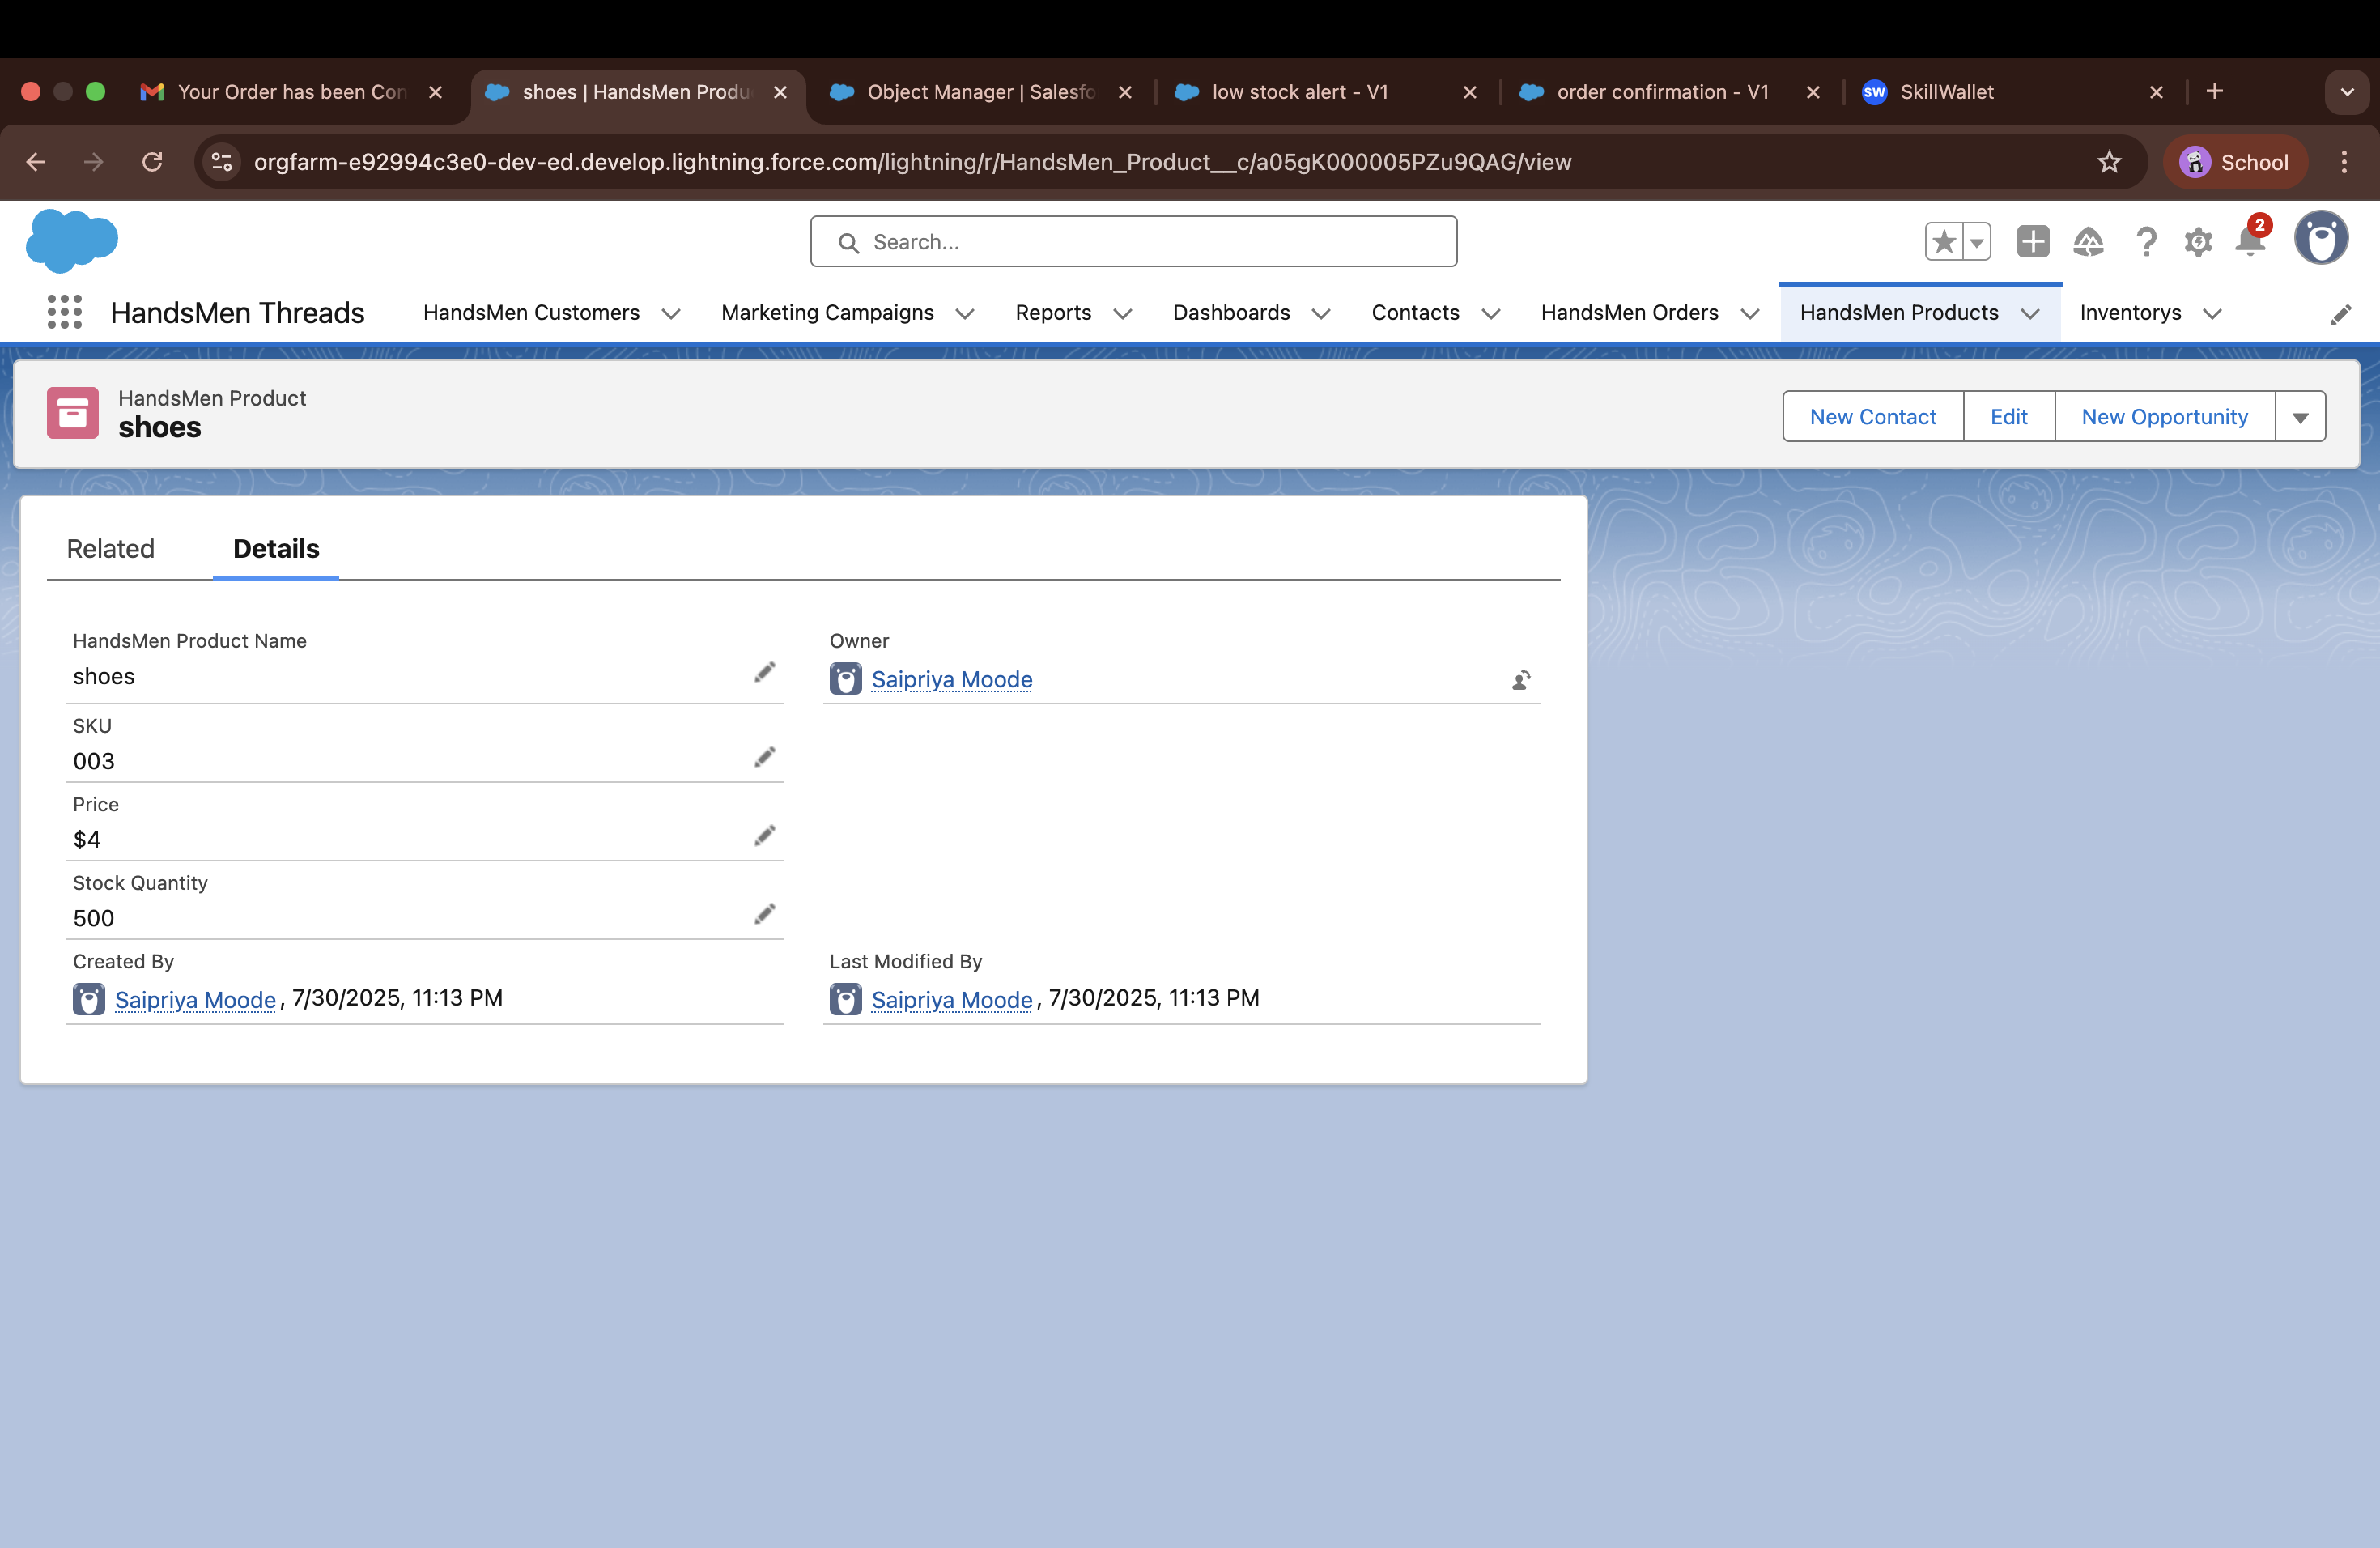 Your Order has been Con
shoes | HandsMen Produ
Object Manager | Salesfo
low stock alert - V1
order confirmation - V1
SW SkillWallet
orgfarm-e92994c3e0-dev-ed.develop.lightning.force.com/lightning/r/HandsMen_Product__c/a05gK000005PZu9QAG/view
School
Search...
2
HandsMen Threads
HandsMen Customers
Marketing Campaigns
Reports
Dashboards
Contacts
HandsMen Orders
HandsMen Products
Inventorys
HandsMen Product
shoes
New Contact
Edit
New Opportunity
Related
Details
HandsMen Product Name
shoes
Owner
Saipriya Moode
SKU
003
Price
$4
Stock Quantity
500
Created By
Saipriya Moode, 7/30/2025, 11:13 PM
Last Modified By
Saipriya Moode, 7/30/2025, 11:13 PM